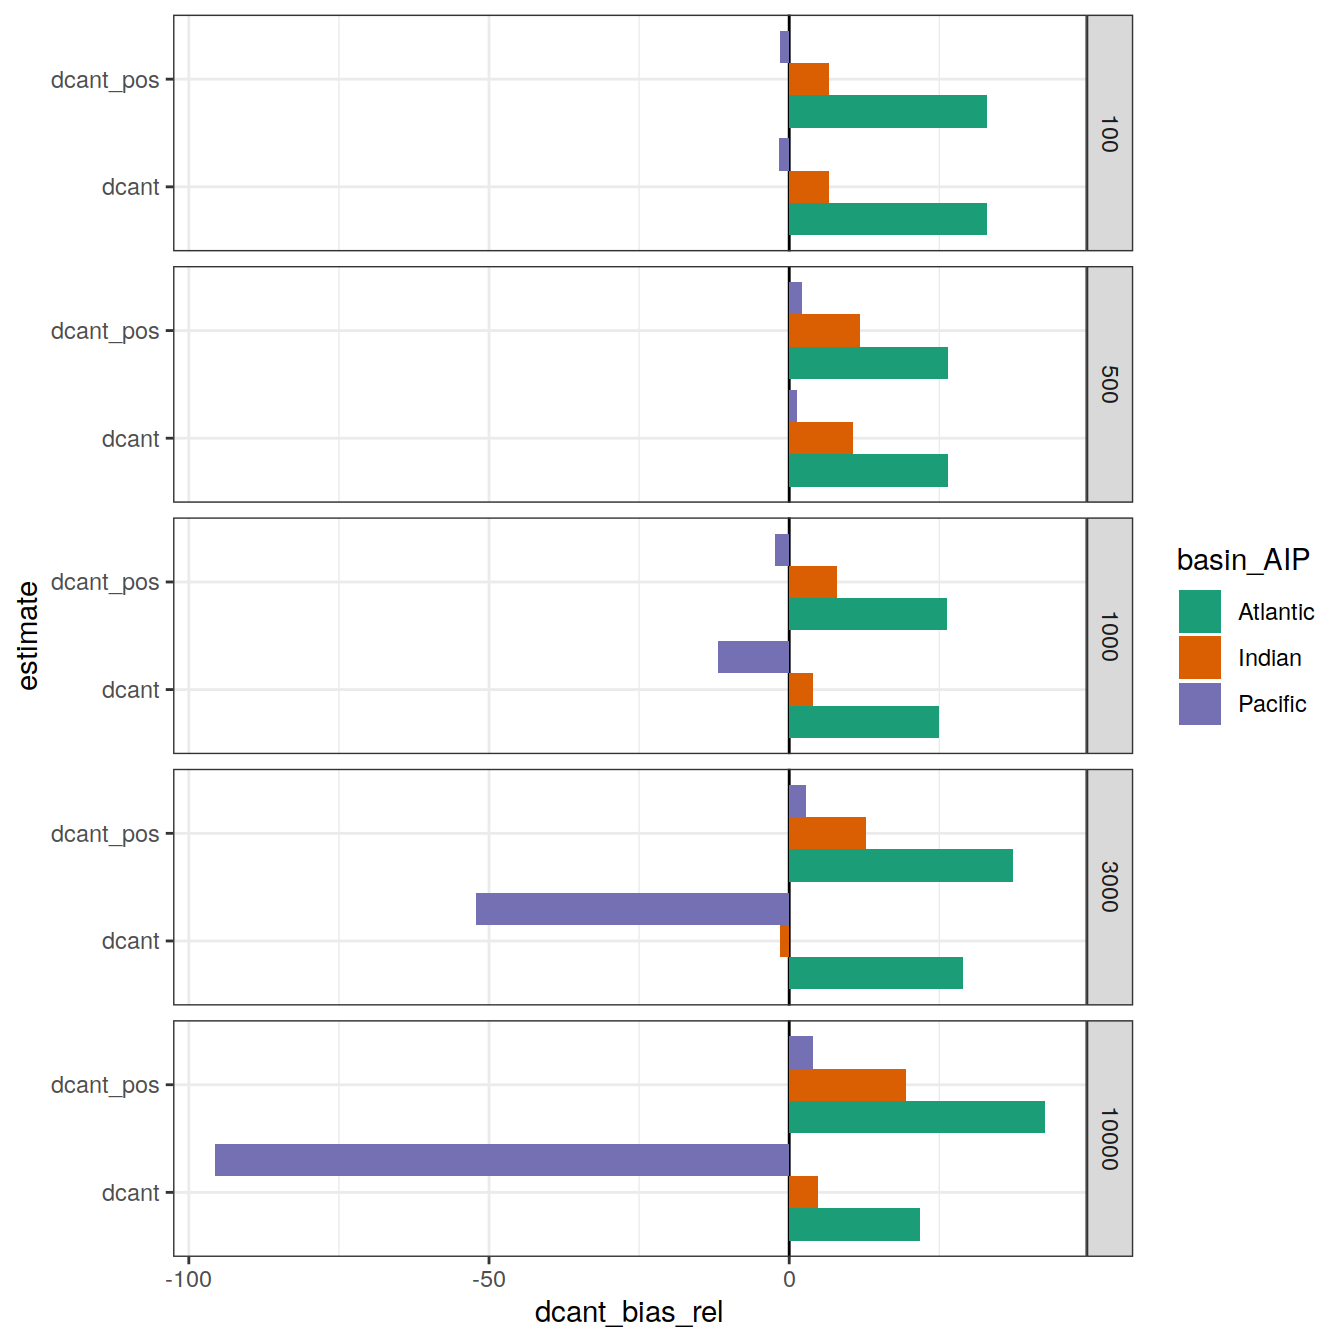 dcant_pos
dcant
100
dcant_pos
dcant
500
dcant_pos
dcant
1000
dcant_pos
dcant
3000
dcant_pos
dcant
10000
estimate
-100
-50
0
dcant_bias_rel
basin_AIP
Atlantic
Indian
Pacific